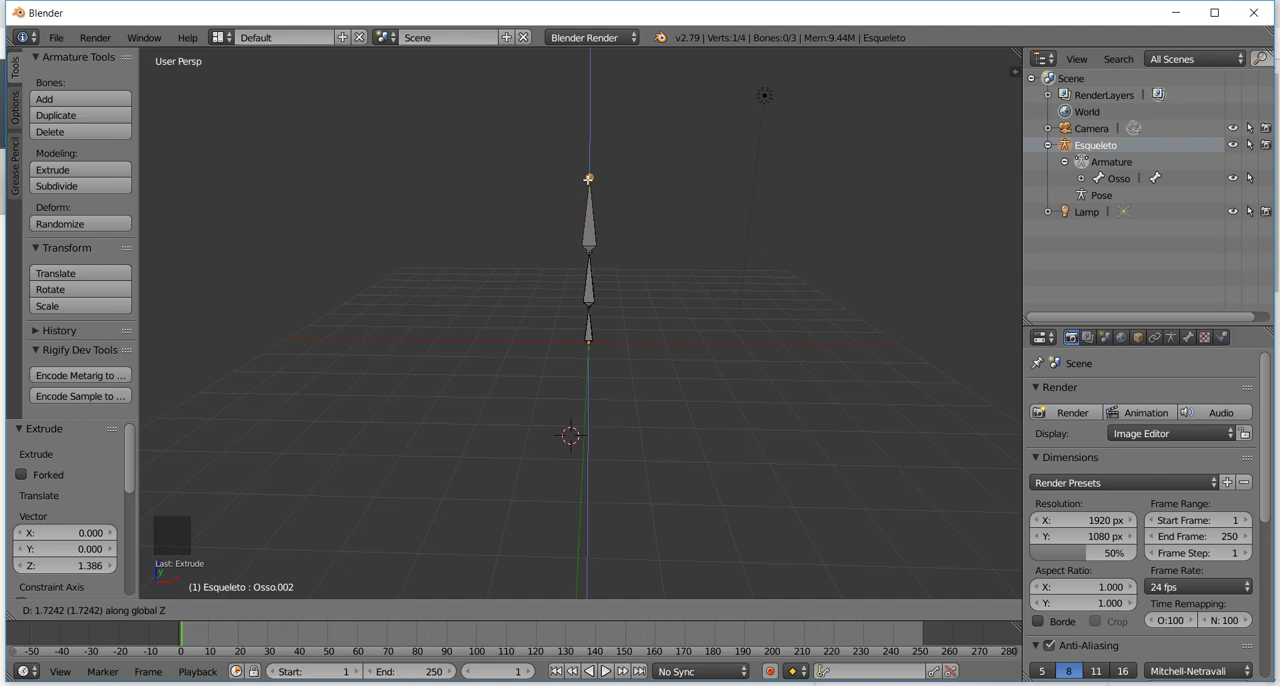 Blender
File Render Window Help Default Scene Blender Render v2.79 | Verts:1/4 | Bones:0/3 | Mem:9.44M | Esqueleto
Tools
Options
Grease Pencil
Armature Tools
Bones:
Add
Duplicate
Delete
Modeling:
Extrude
Subdivide
Deform:
Randomize
Transform
Translate
Rotate
Scale
History
Rigify Dev Tools
Encode Metarig to ...
Encode Sample to ...
Extrude
Extrude
Forked
Translate
Vector
X: 0.000
Y: 0.000
Z: 1.386
Constraint Axis
User Persp
Last: Extrude
y
(1) Esqueleto : Osso.002
D: 1.7242 (1.7242) along global Z
View Search All Scenes
Scene
RenderLayers |
World
Camera |
Esqueleto
Armature
Osso |
Pose
Lamp |
Scene
Render
Render Animation Audio
Display: Image Editor
Dimensions
Render Presets
Resolution: Frame Range:
X: 1920 px Start Frame: 1
Y: 1080 px End Frame: 250
50% Frame Step: 1
Aspect Ratio: Frame Rate:
X: 1.000 24 fps
Y: 1.000 Time Remapping:
Borde Crop O:100 N: 100
Anti-Aliasing
5 8 11 16 Mitchell-Netravali
-50 -40 -30 -20 -10 0 10 20 30 40 50 60 70 80 90 100 110 120 130 140 150 160 170 180 190 200 210 220 230 240 250 260 270 280
View Marker Frame Playback Start: 1 End: 250 1 No Sync